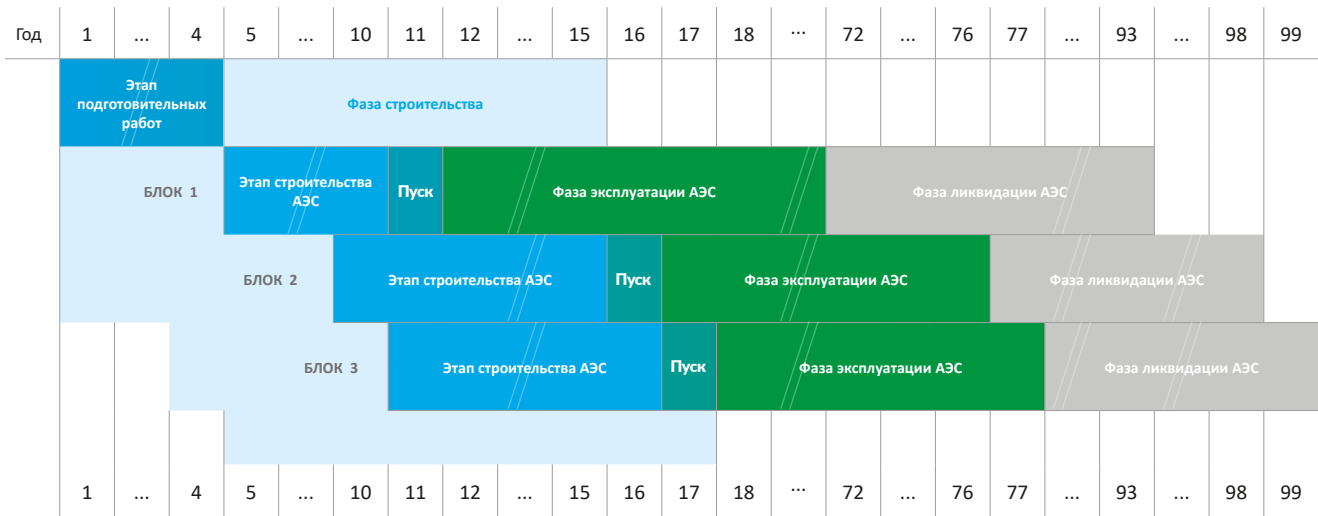 Год 1 ... 4 5 ... 10 11 12 ... 15 16 17 18 ... 72 ... 76 77 ... 93 ... 98 99
Этап
подготовительных
работ
Фаза строительства
БЛОК 1
Этап строительства
АЭС
Пуск
Фаза эксплуатации АЭС
Фаза ликвидации АЭС
БЛОК 2
Этап строительства АЭС
Пуск
Фаза эксплуатации АЭС
Фаза ликвидации АЭС
БЛОК 3
Этап строительства АЭС
Пуск
Фаза эксплуатации АЭС
Фаза ликвидации АЭС
1 ... 4 5 ... 10 11 12 ... 15 16 17 18 ... 72 ... 76 77 ... 93 ... 98 99